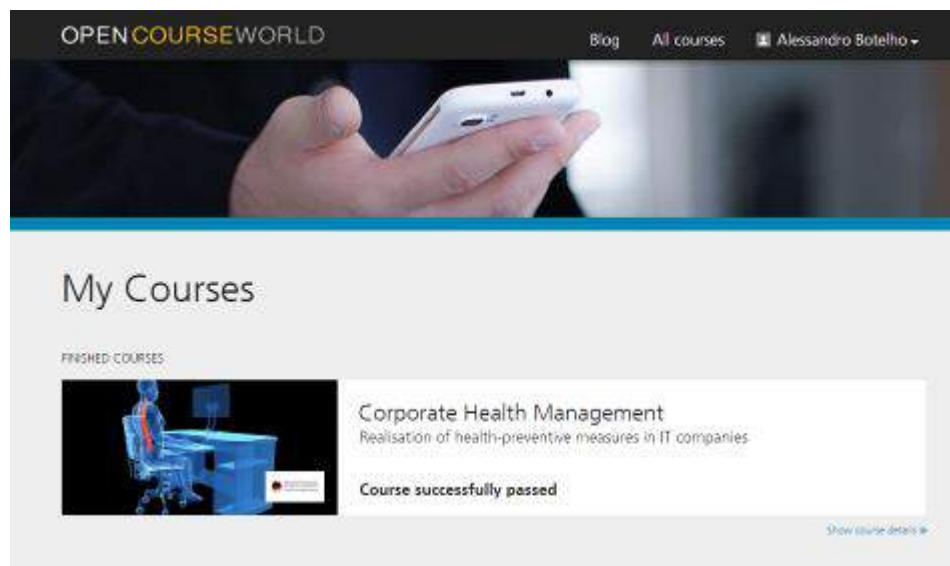 OPENCOURSEWORLD
Blog All courses Alessandro Botelho
My Courses
FINISHED COURSES
Corporate Health Management
Realisation of health-preventive measures in IT companies
Course successfully passed
Show course details »